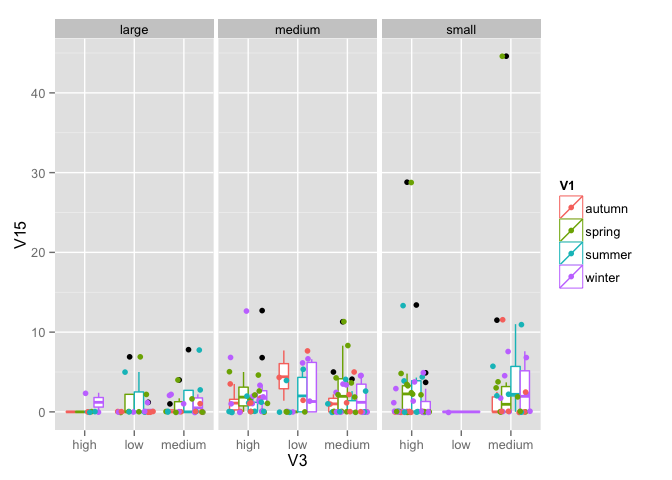 large medium small
V15
40
30
20
10
0
high low medium high low medium high low medium
V3
V1
autumn
spring
summer
winter